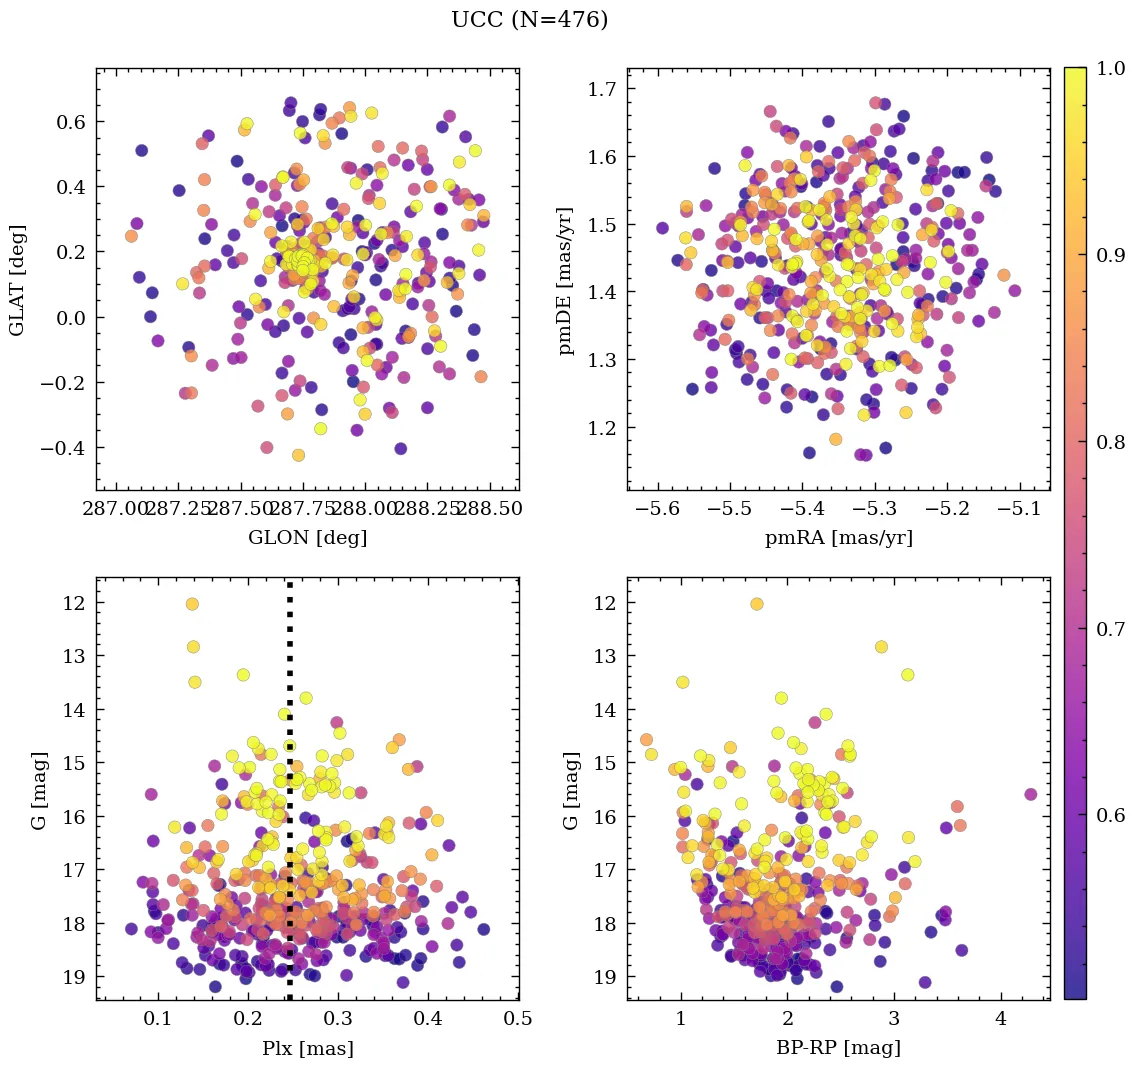 UCC (N=476)
0.6
0.4
0.2
0.0
−0.2
−0.4
GLAT [deg]
287.00 287.25 287.50 287.75 288.00 288.25 288.50
GLON [deg]
1.7
1.6
1.5
1.4
1.3
1.2
pmDE [mas/yr]
−5.6 −5.5 −5.4 −5.3 −5.2 −5.1
pmRA [mas/yr]
12
13
14
15
16
17
18
19
G [mag]
0.1 0.2 0.3 0.4 0.5
Plx [mas]
12
13
14
15
16
17
18
19
G [mag]
1 2 3 4
BP-RP [mag]
1.0
0.9
0.8
0.7
0.6